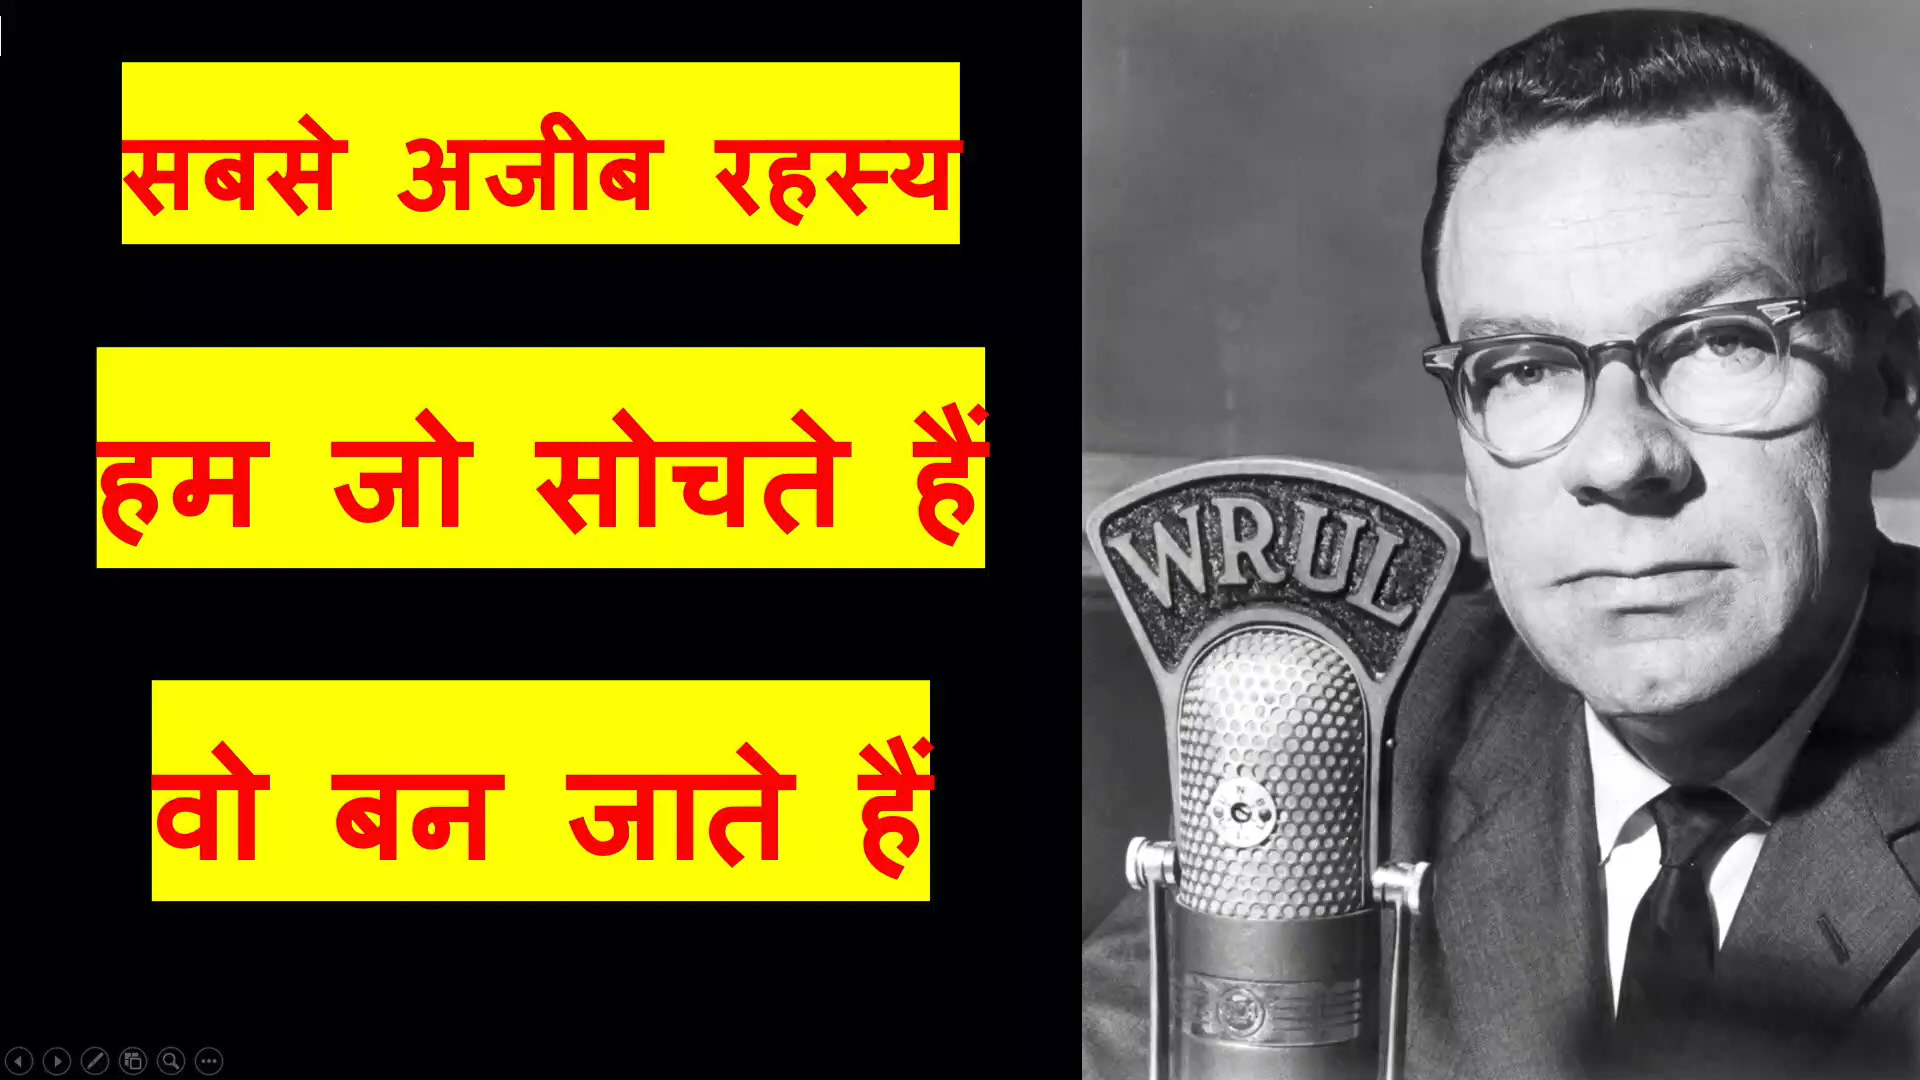 सबसे अजीब रहस्य
हम जो सोचते हैं
वो बन जाते हैं
WRUL